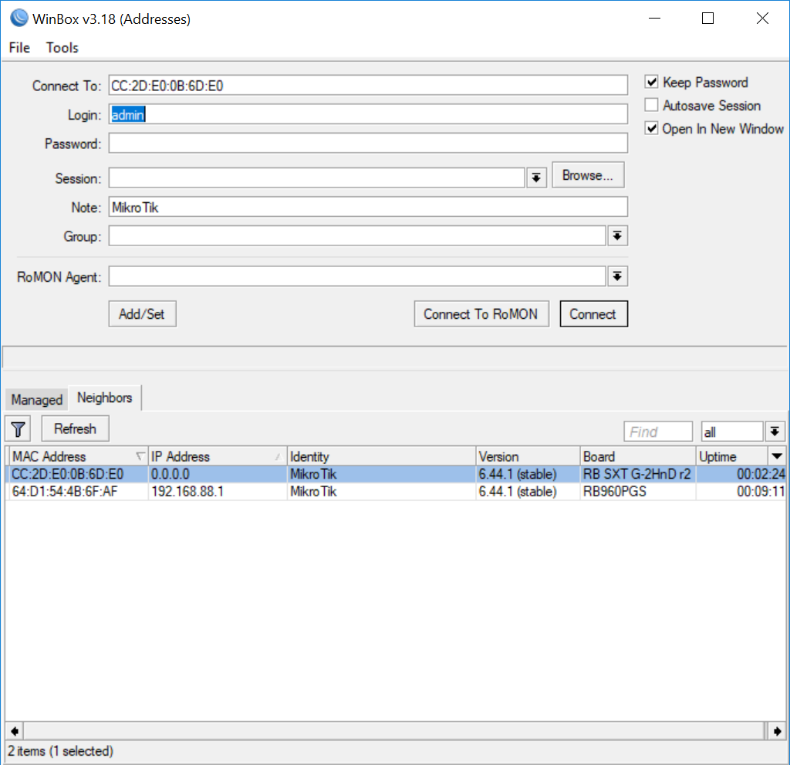 WinBox v3.18 (Addresses)
File Tools
Connect To: CC:2D:E0:0B:6D:E0
Keep Password
Login: admin
Autosave Session
Password:
Open In New Window
Session: Browse...
Note: MikroTik
Group:
RoMON Agent:
Add/Set Connect To RoMON Connect
Managed Neighbors
Refresh Find all
MAC Address IP Address Identity Version Board Uptime
CC:2D:E0:0B:6D:E0 0.0.0.0 MikroTik 6.44.1 (stable) RB SXT G-2HnD r2 00:02:24
64:D1:54:4B:6F:AF 192.168.88.1 MikroTik 6.44.1 (stable) RB960PGS 00:09:11
2 items (1 selected)